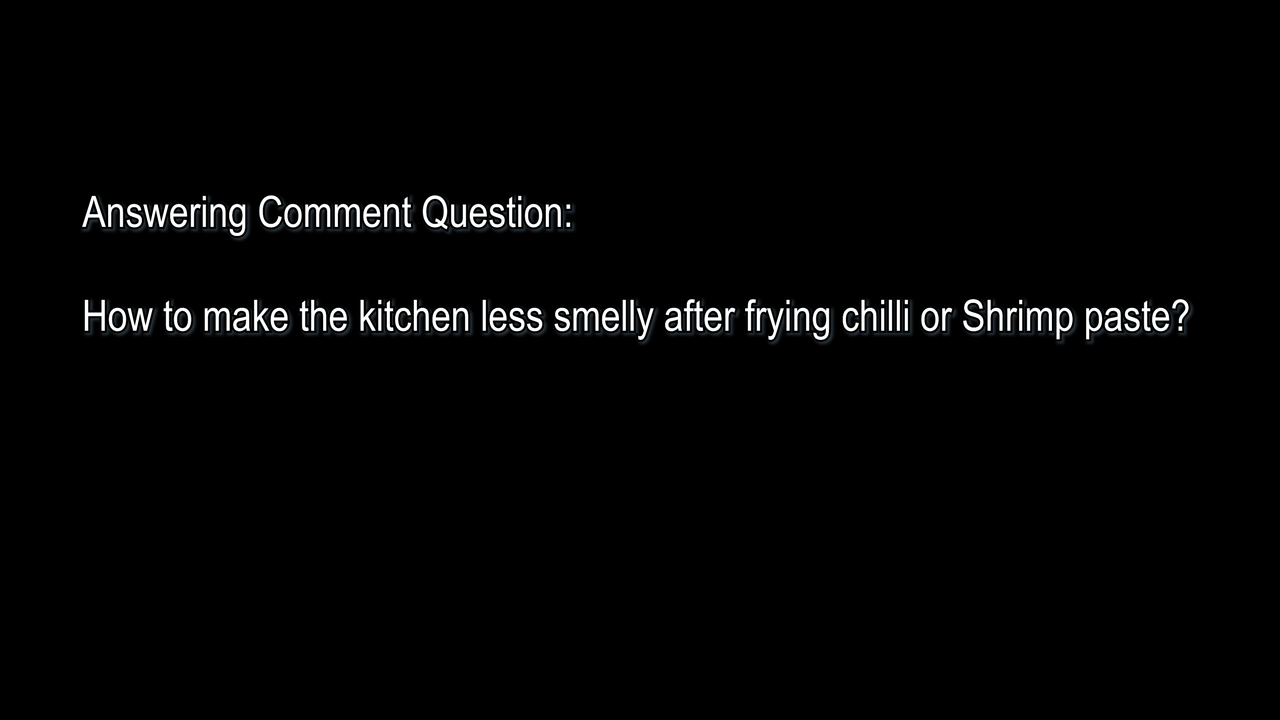 Answering Comment Question:
How to make the kitchen less smelly after frying chilli or Shrimp paste?